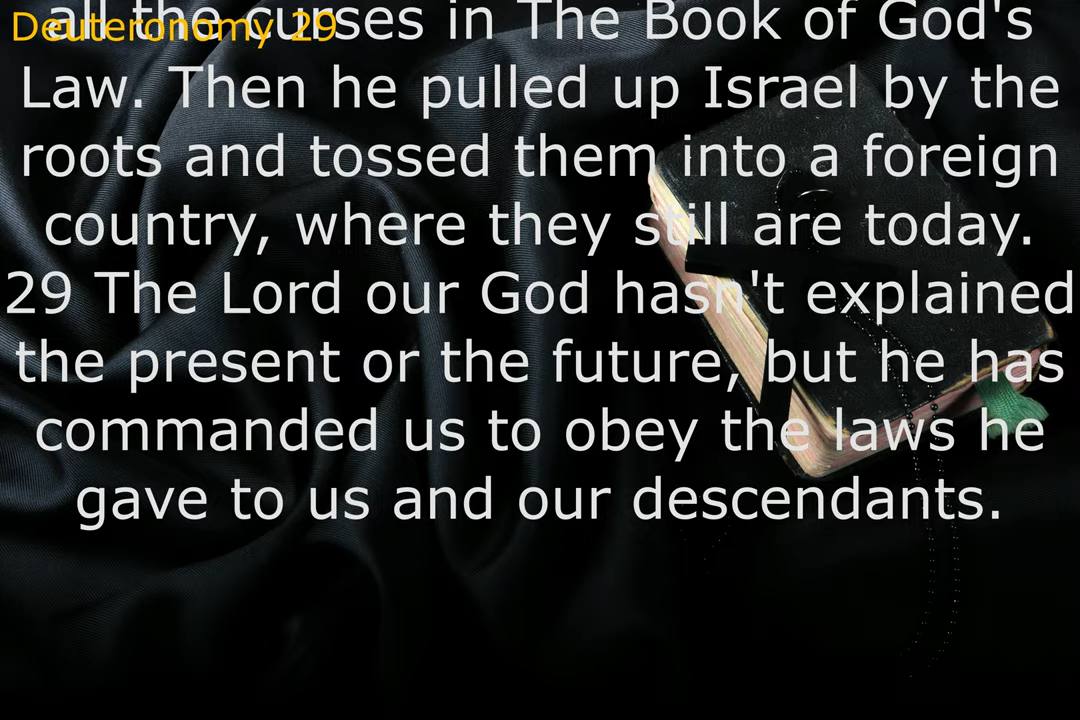 Deuteronomy 29
all the curses in The Book of God's
Law. Then he pulled up Israel by the
roots and tossed them into a foreign
country, where they still are today.
29 The Lord our God hasn't explained
the present or the future, but he has
commanded us to obey the laws he
gave to us and our descendants.